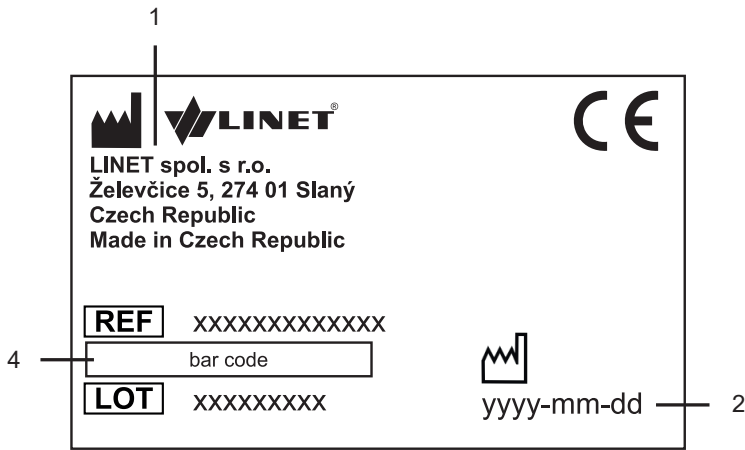 1
LINET®
CE
LINET spol. s r.o.
Želevčice 5, 274 01 Slaný
Czech Republic
Made in Czech Republic
REF xxxxxxxxxxxxx
4 bar code
LOT xxxxxxxxx
yyyy-mm-dd 2